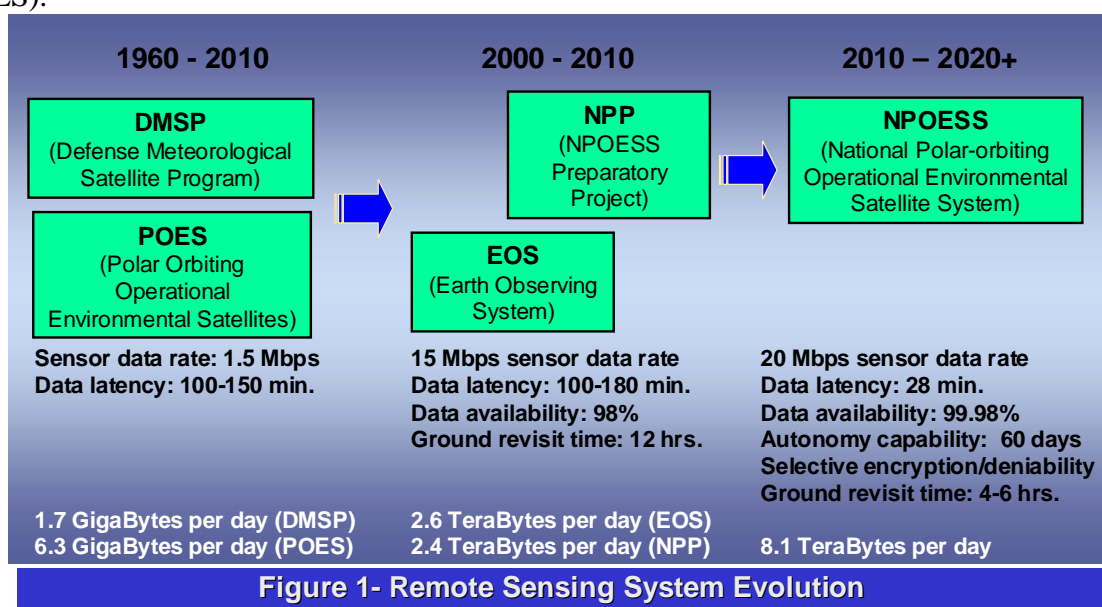 LES).
1960 - 2010
DMSP
(Defense Meteorological
Satellite Program)
POES
(Polar Orbiting
Operational
Environmental Satellites)
Sensor data rate: 1.5 Mbps
Data latency: 100-150 min.
1.7 GigaBytes per day (DMSP)
6.3 GigaBytes per day (POES)
2000 - 2010
NPP
(NPOESS
Preparatory
Project)
EOS
(Earth Observing
System)
15 Mbps sensor data rate
Data latency: 100-180 min.
Data availability: 98%
Ground revisit time: 12 hrs.
2.6 TeraBytes per day (EOS)
2.4 TeraBytes per day (NPP)
2010 – 2020+
NPOESS
(National Polar-orbiting
Operational Environmental
Satellite System)
20 Mbps sensor data rate
Data latency: 28 min.
Data availability: 99.98%
Autonomy capability: 60 days
Selective encryption/deniability
Ground revisit time: 4-6 hrs.
8.1 TeraBytes per day
Figure 1- Remote Sensing System Evolution